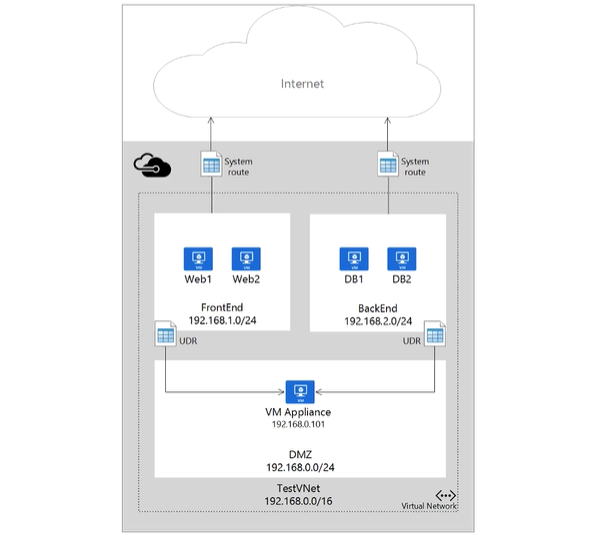 Internet
System
route
System
route
VM
VM
VM
VM
Web1
Web2
DB1
DB2
FrontEnd
192.168.1.0/24
BackEnd
192.168.2.0/24
UDR
UDR
VM
VM Appliance
192.168.0.101
DMZ
192.168.0.0/24
TestVNet
192.168.0.0/16
Virtual Network